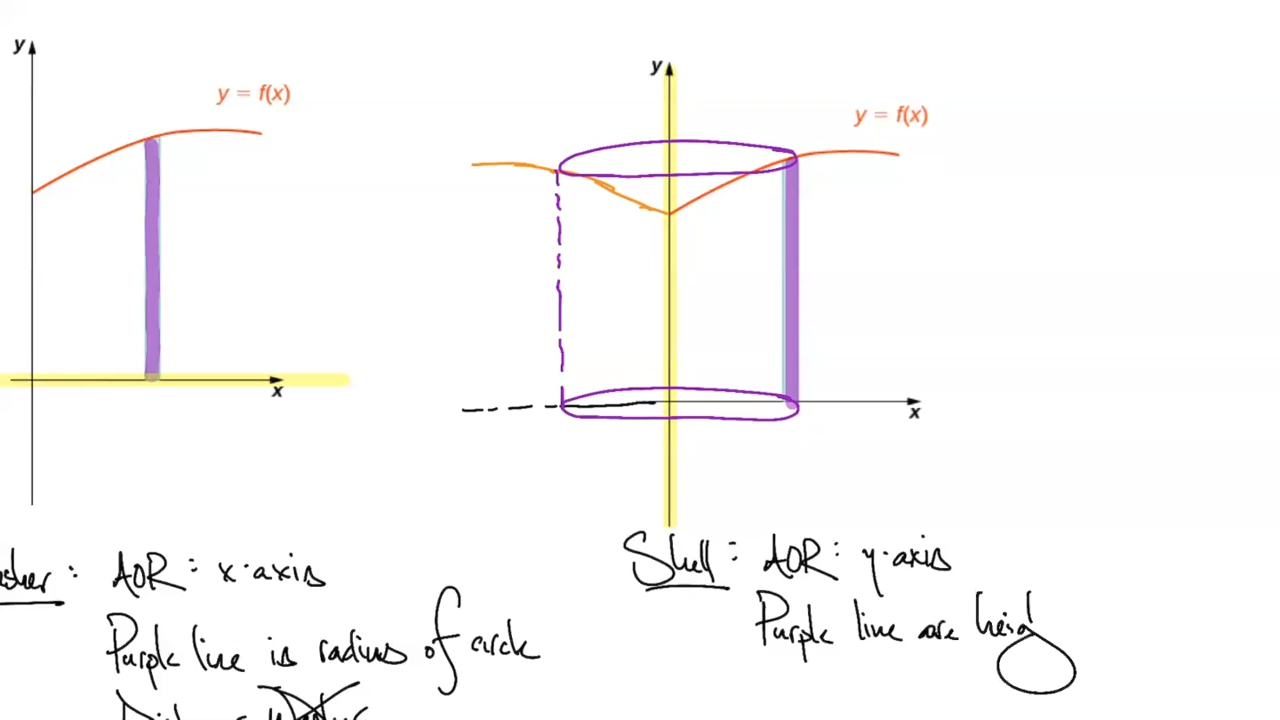 y
y = f(x)
x
y
y = f(x)
x
: AOR : x-axis
Purple line is radius of circle
Shell : AOR : y-axis
Purple line are heig